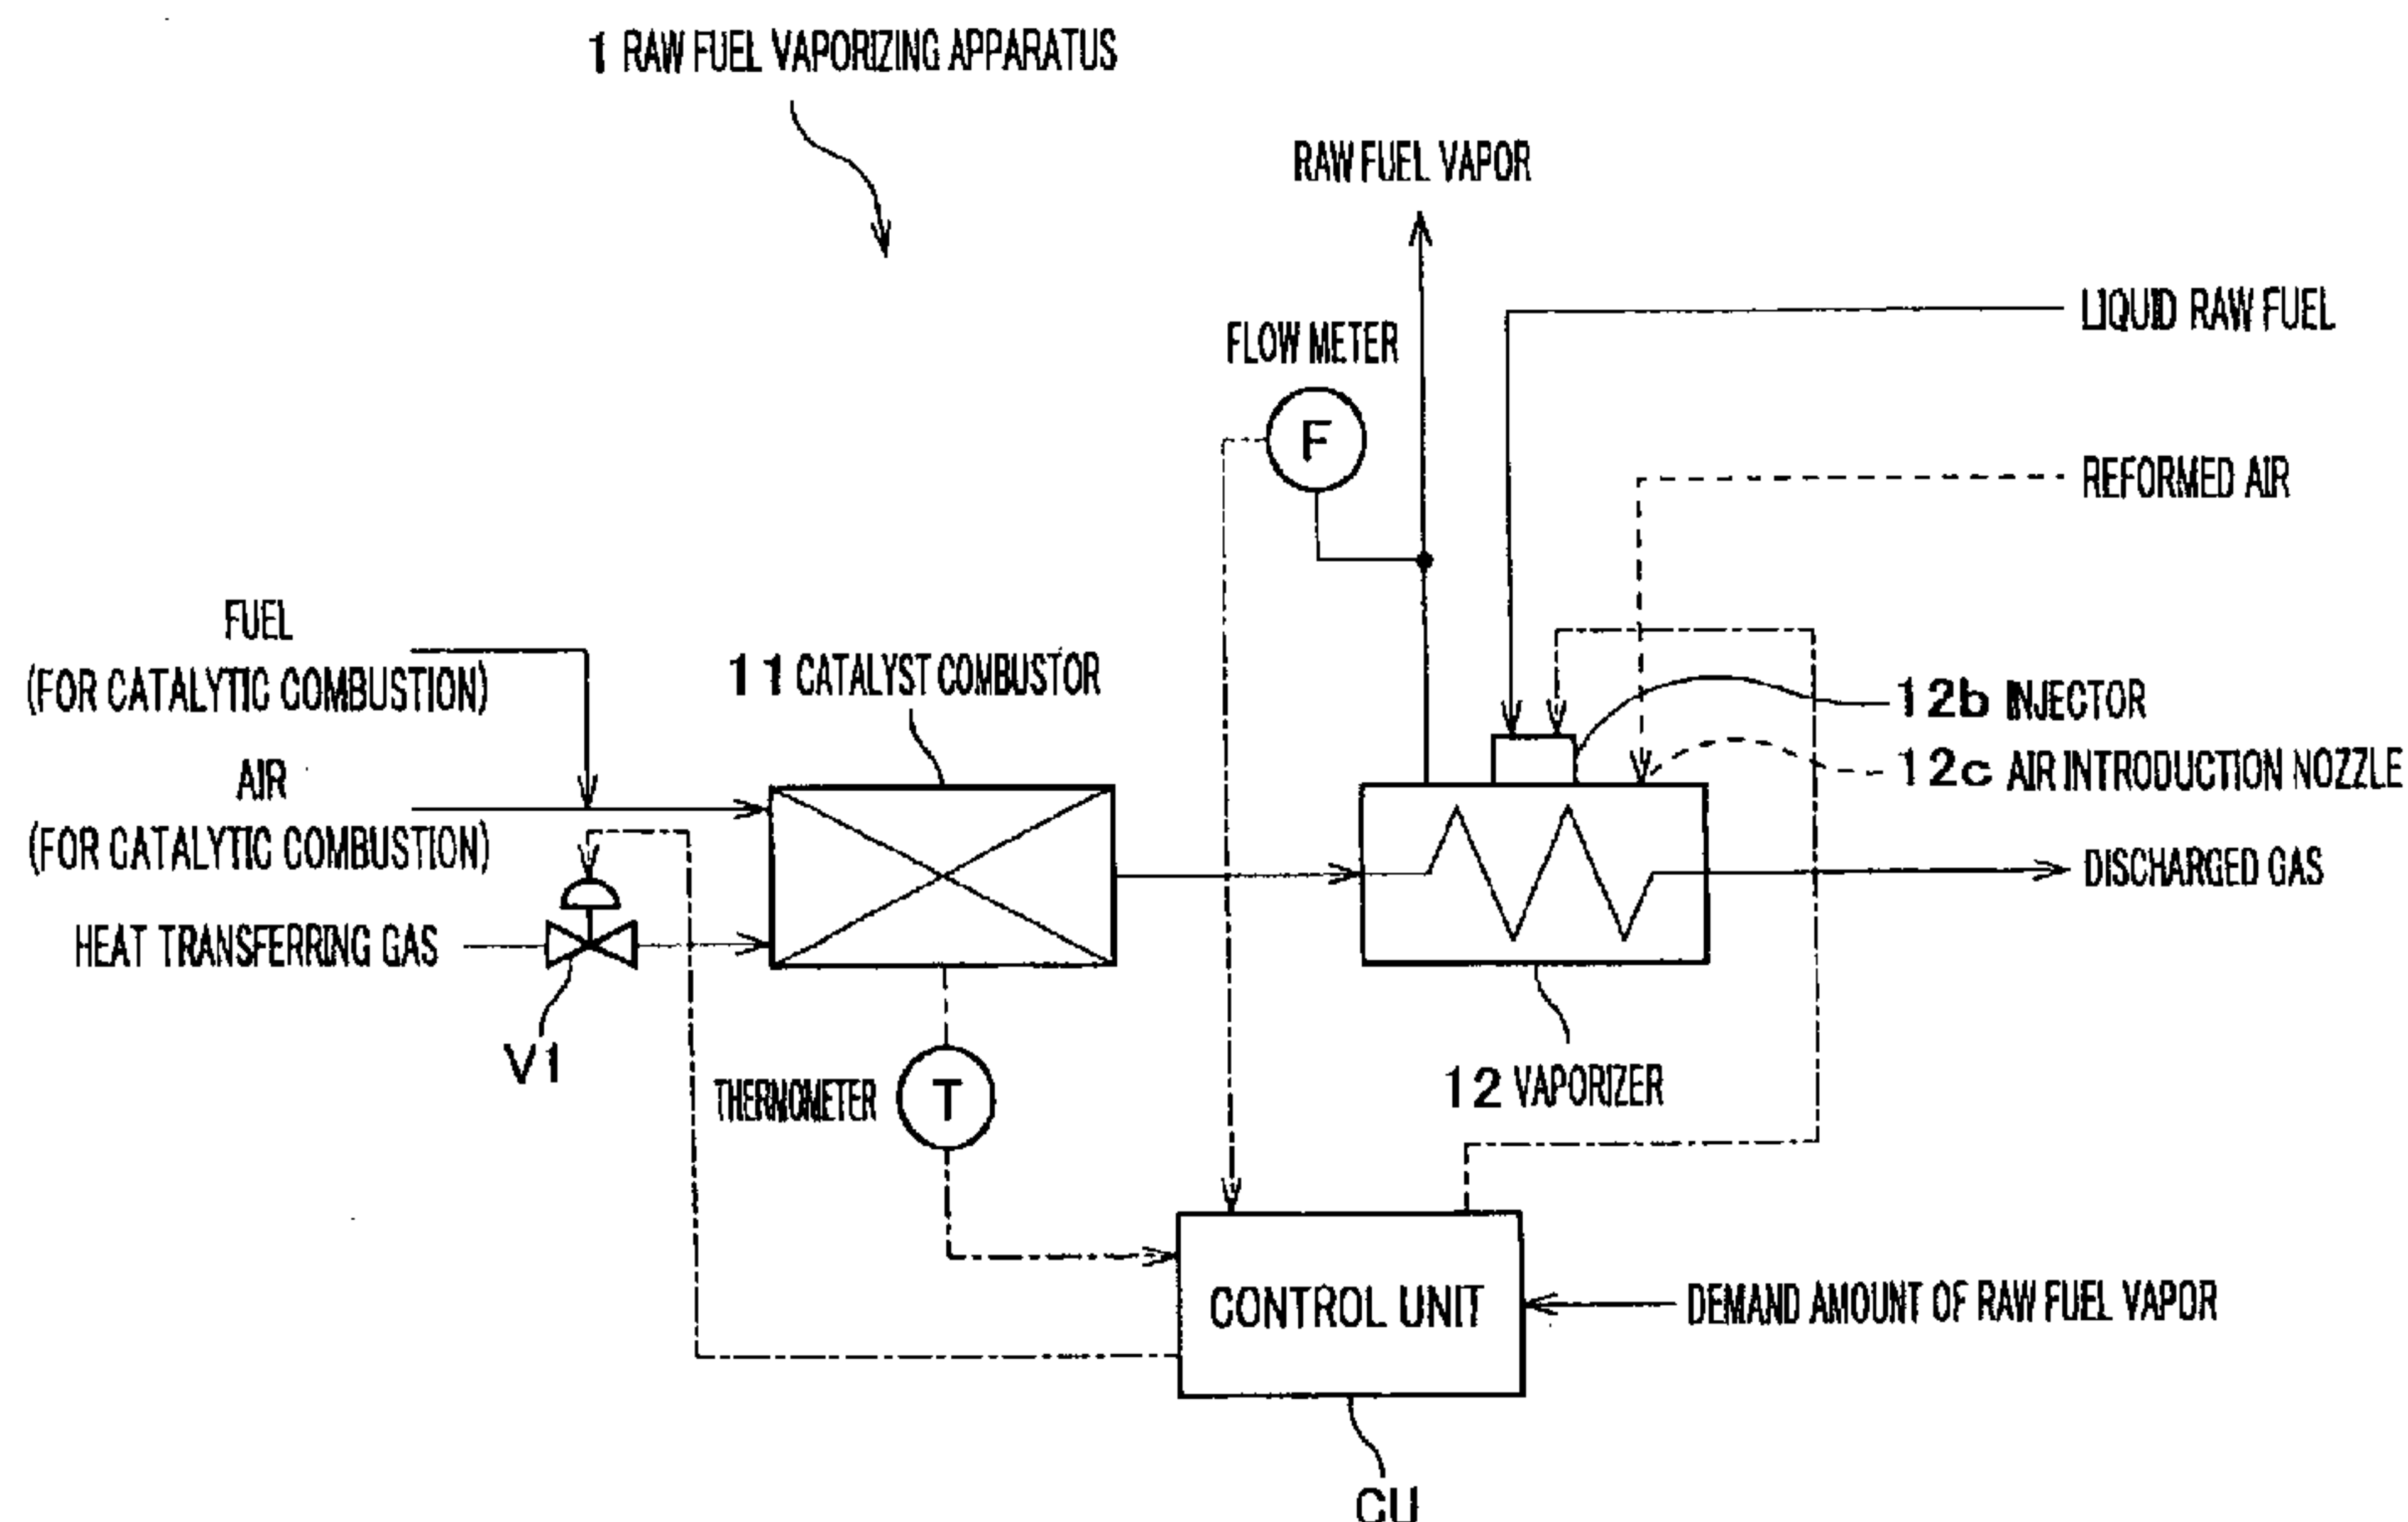 1 RAW FUEL VAPORIZING APPARATUS
RAW FUEL VAPOR
LIQUID RAW FUEL
FLOW METER
F
REFORMED AIR
FUEL
(FOR CATALYTIC COMBUSTION)
11 CATALYST COMBUSTOR
12b INJECTOR
AIR
12c AIR INTRODUCTION NOZZLE
(FOR CATALYTIC COMBUSTION)
DISCHARGED GAS
HEAT TRANSFERRING GAS
V1
THERMOMETER
T
12 VAPORIZER
CONTROL UNIT
DEMAND AMOUNT OF RAW FUEL VAPOR
CU